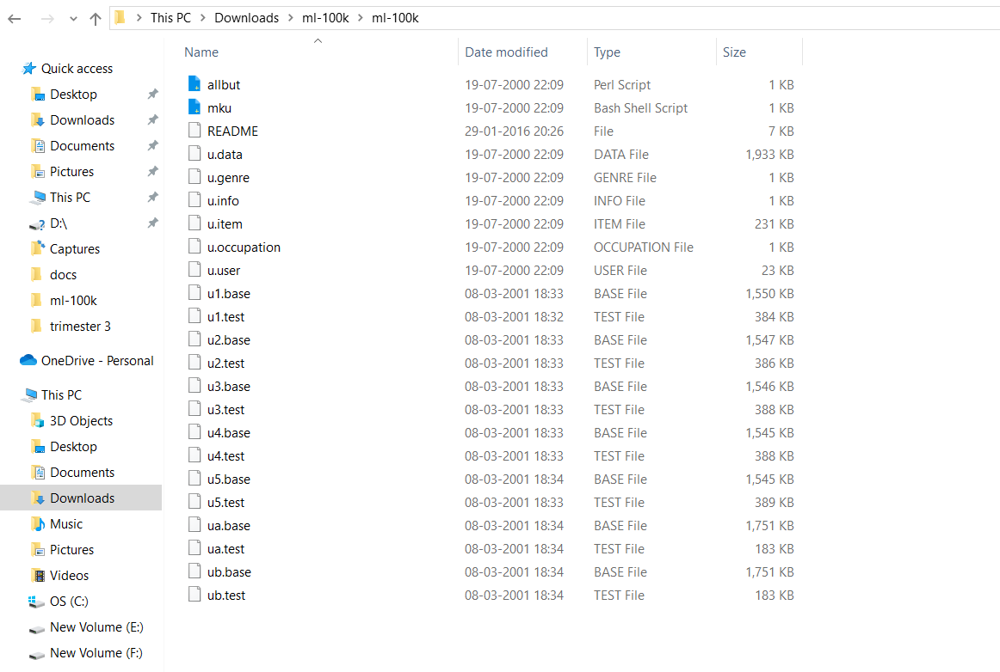 This PC > Downloads > ml-100k > ml-100k
Name Date modified Type Size
Quick access
Desktop
Downloads
Documents
Pictures
This PC
D:\
Captures
docs
ml-100k
trimester 3
OneDrive - Personal
This PC
3D Objects
Desktop
Documents
Downloads
Music
Pictures
Videos
OS (C:)
New Volume (E:)
New Volume (F:)
allbut 19-07-2000 22:09 Perl Script 1 KB
mku 19-07-2000 22:09 Bash Shell Script 1 KB
README 29-01-2016 20:26 File 7 KB
u.data 19-07-2000 22:09 DATA File 1,933 KB
u.genre 19-07-2000 22:09 GENRE File 1 KB
u.info 19-07-2000 22:09 INFO File 1 KB
u.item 19-07-2000 22:09 ITEM File 231 KB
u.occupation 19-07-2000 22:09 OCCUPATION File 1 KB
u.user 19-07-2000 22:09 USER File 23 KB
u1.base 08-03-2001 18:33 BASE File 1,550 KB
u1.test 08-03-2001 18:32 TEST File 384 KB
u2.base 08-03-2001 18:33 BASE File 1,547 KB
u2.test 08-03-2001 18:33 TEST File 386 KB
u3.base 08-03-2001 18:33 BASE File 1,546 KB
u3.test 08-03-2001 18:33 TEST File 388 KB
u4.base 08-03-2001 18:33 BASE File 1,545 KB
u4.test 08-03-2001 18:33 TEST File 388 KB
u5.base 08-03-2001 18:34 BASE File 1,545 KB
u5.test 08-03-2001 18:33 TEST File 389 KB
ua.base 08-03-2001 18:34 BASE File 1,751 KB
ua.test 08-03-2001 18:34 TEST File 183 KB
ub.base 08-03-2001 18:34 BASE File 1,751 KB
ub.test 08-03-2001 18:34 TEST File 183 KB